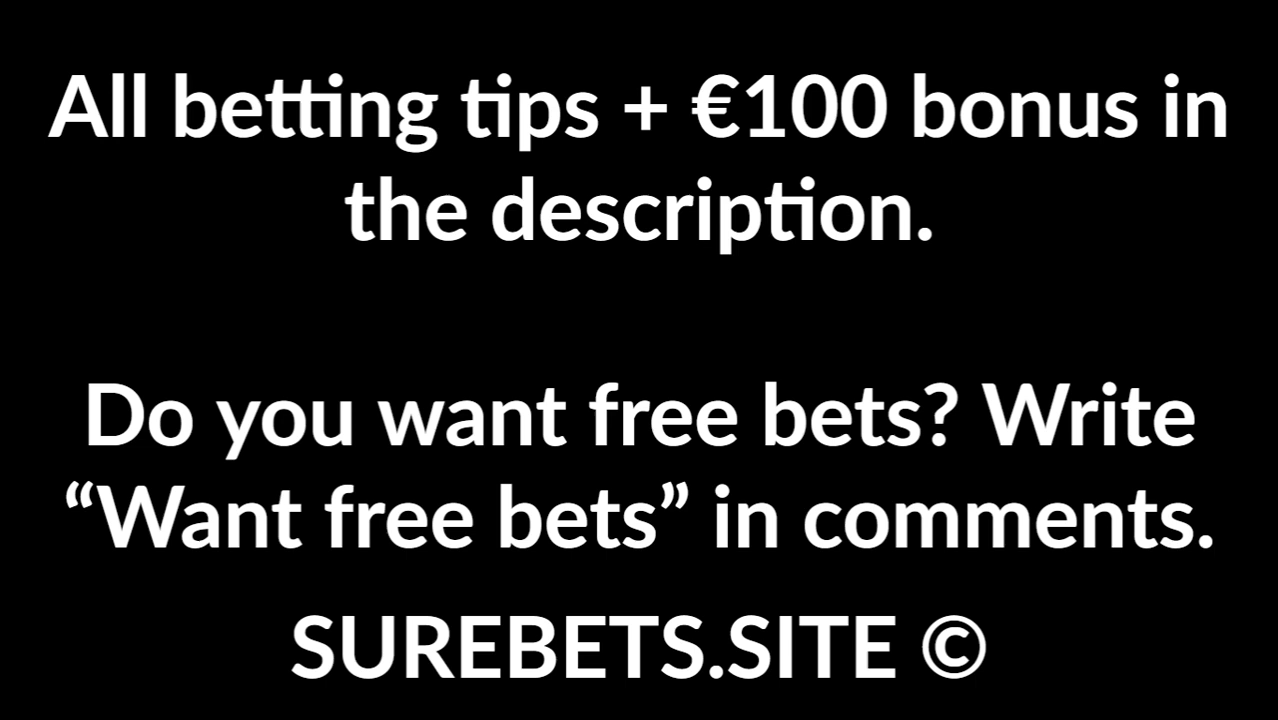 All betting tips + €100 bonus in
the description.
Do you want free bets? Write
“Want free bets” in comments.
SUREBETS.SITE ©